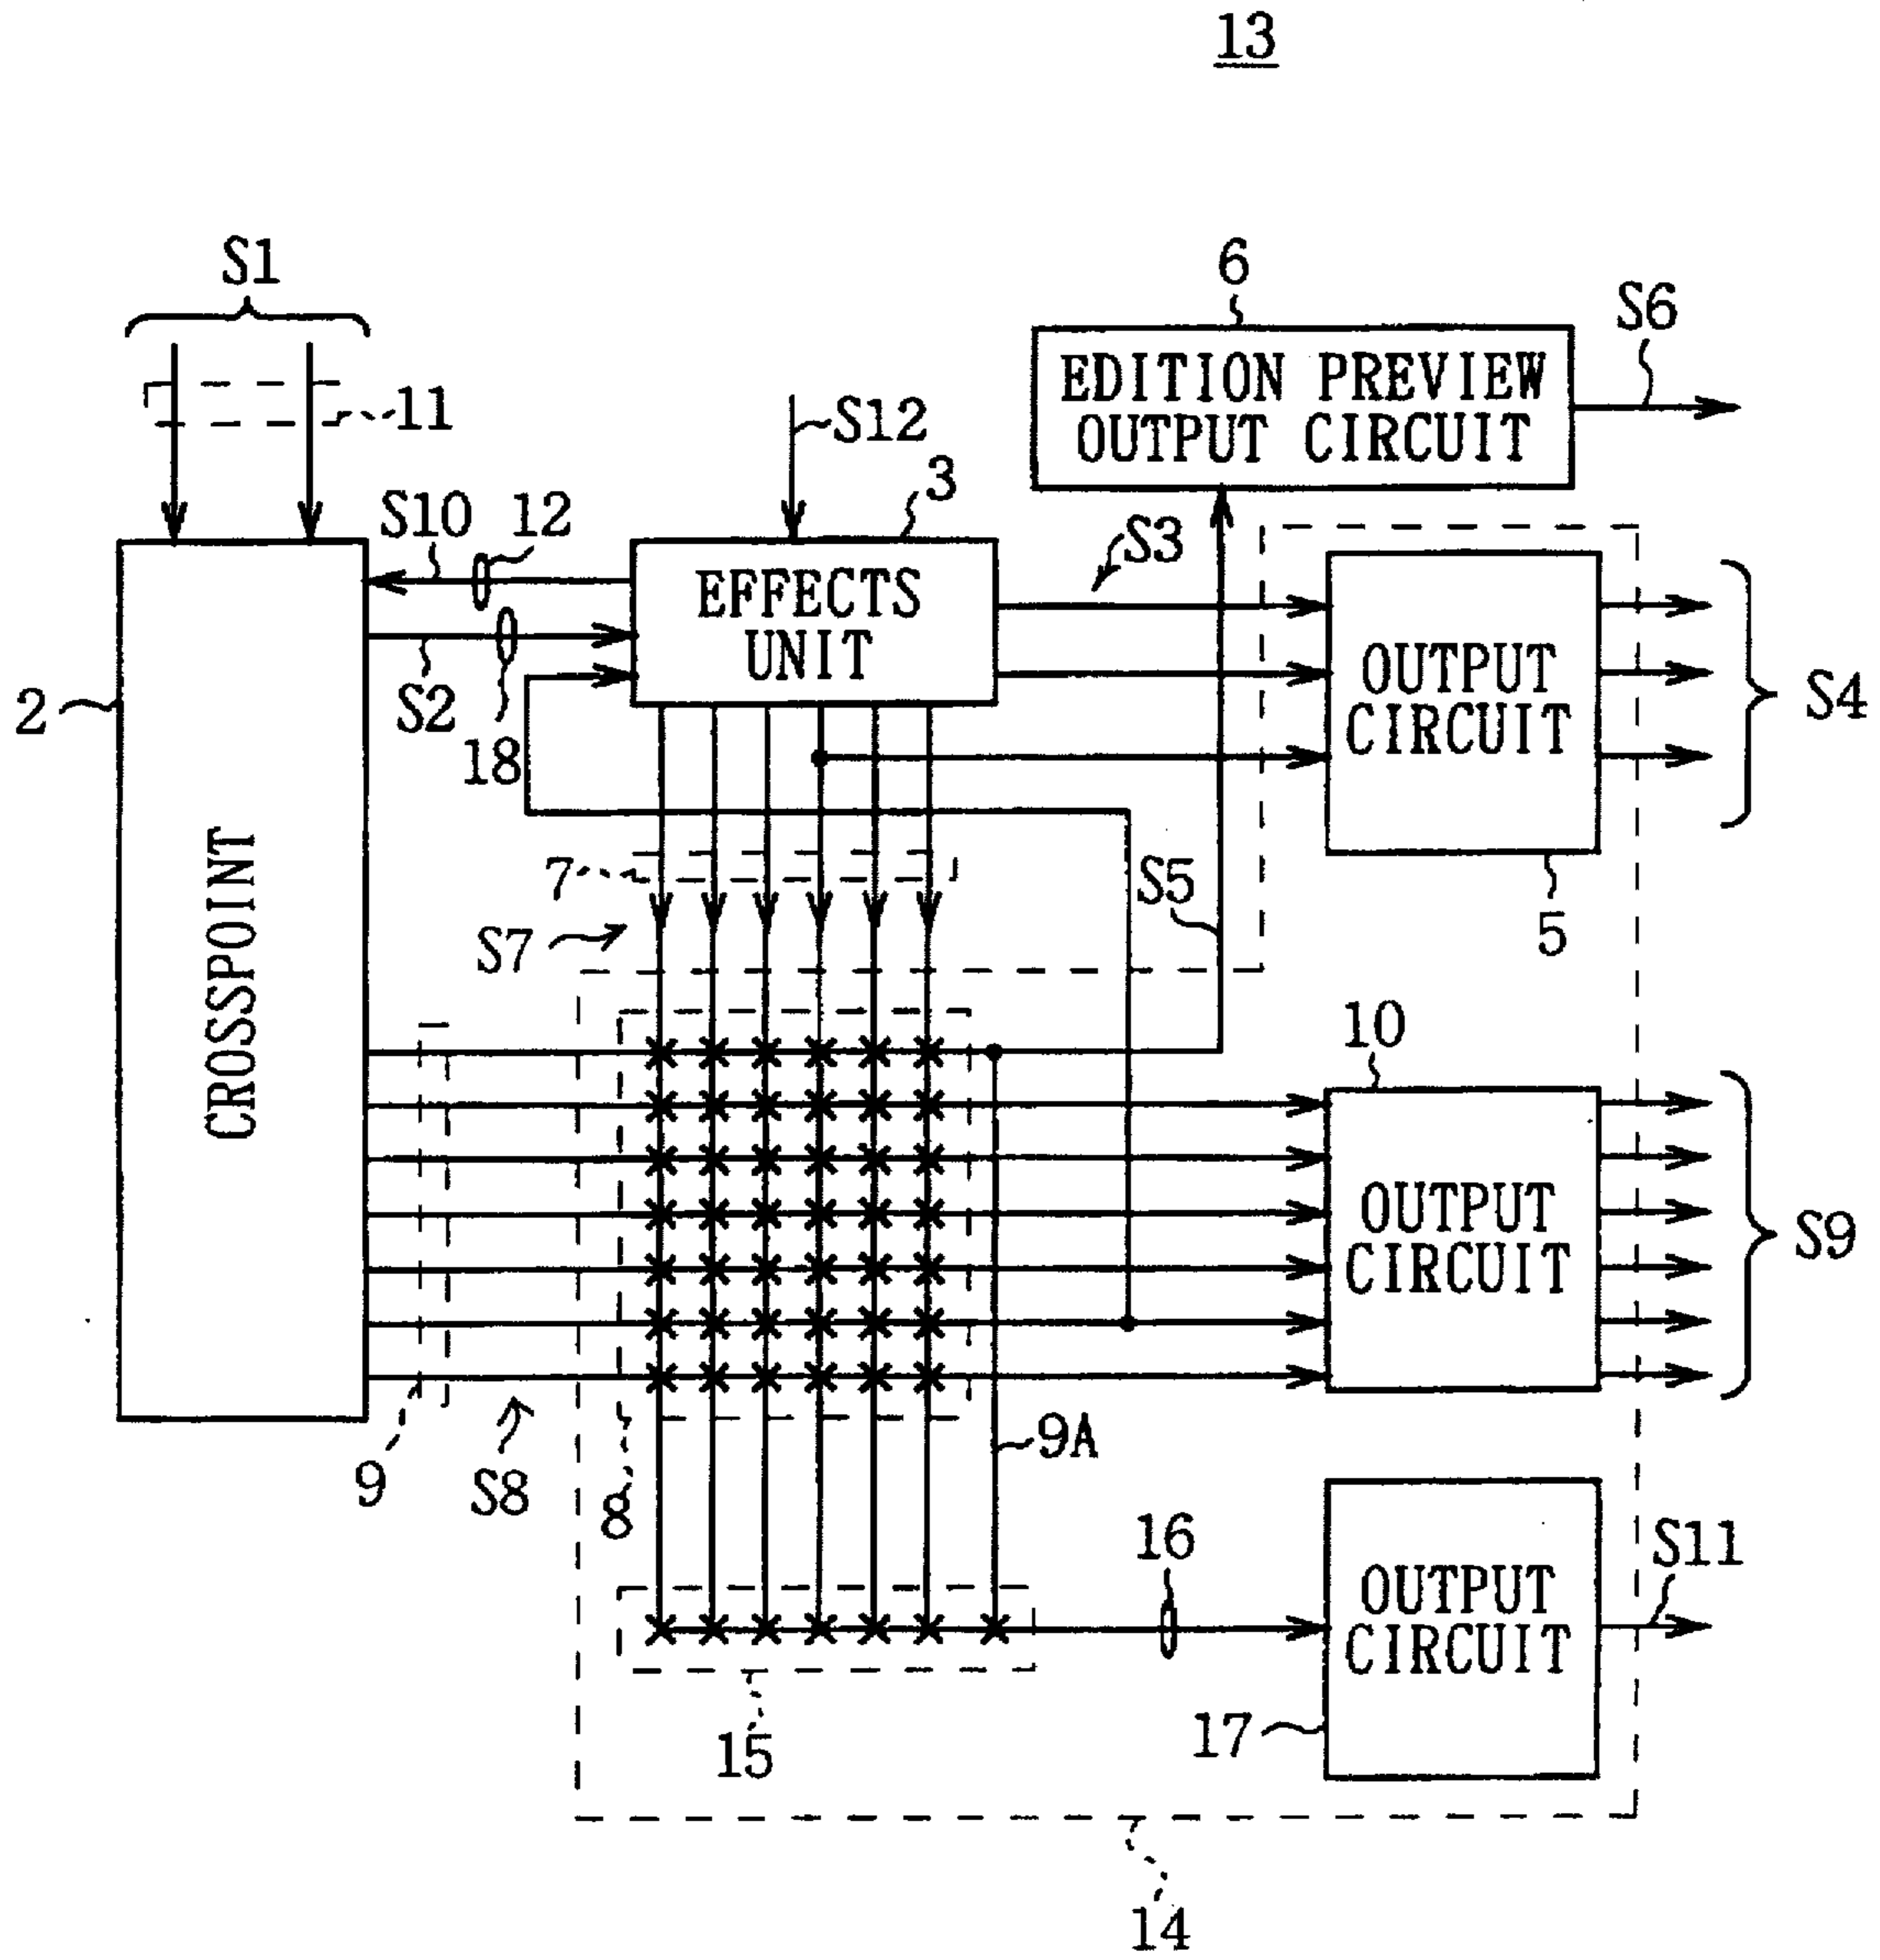 13
S1
6
S6
EDITION PREVIEW
OUTPUT CIRCUIT
11
S12
3
S10
12
S3
EFFECTS
UNIT
S2
18
2
OUTPUT
CIRCUIT
S4
CROSSPOINT
7
S5
5
S7
10
OUTPUT
CIRCUIT
S9
9A
9
S8
8
16
S11
OUTPUT
CIRCUIT
15
17
14